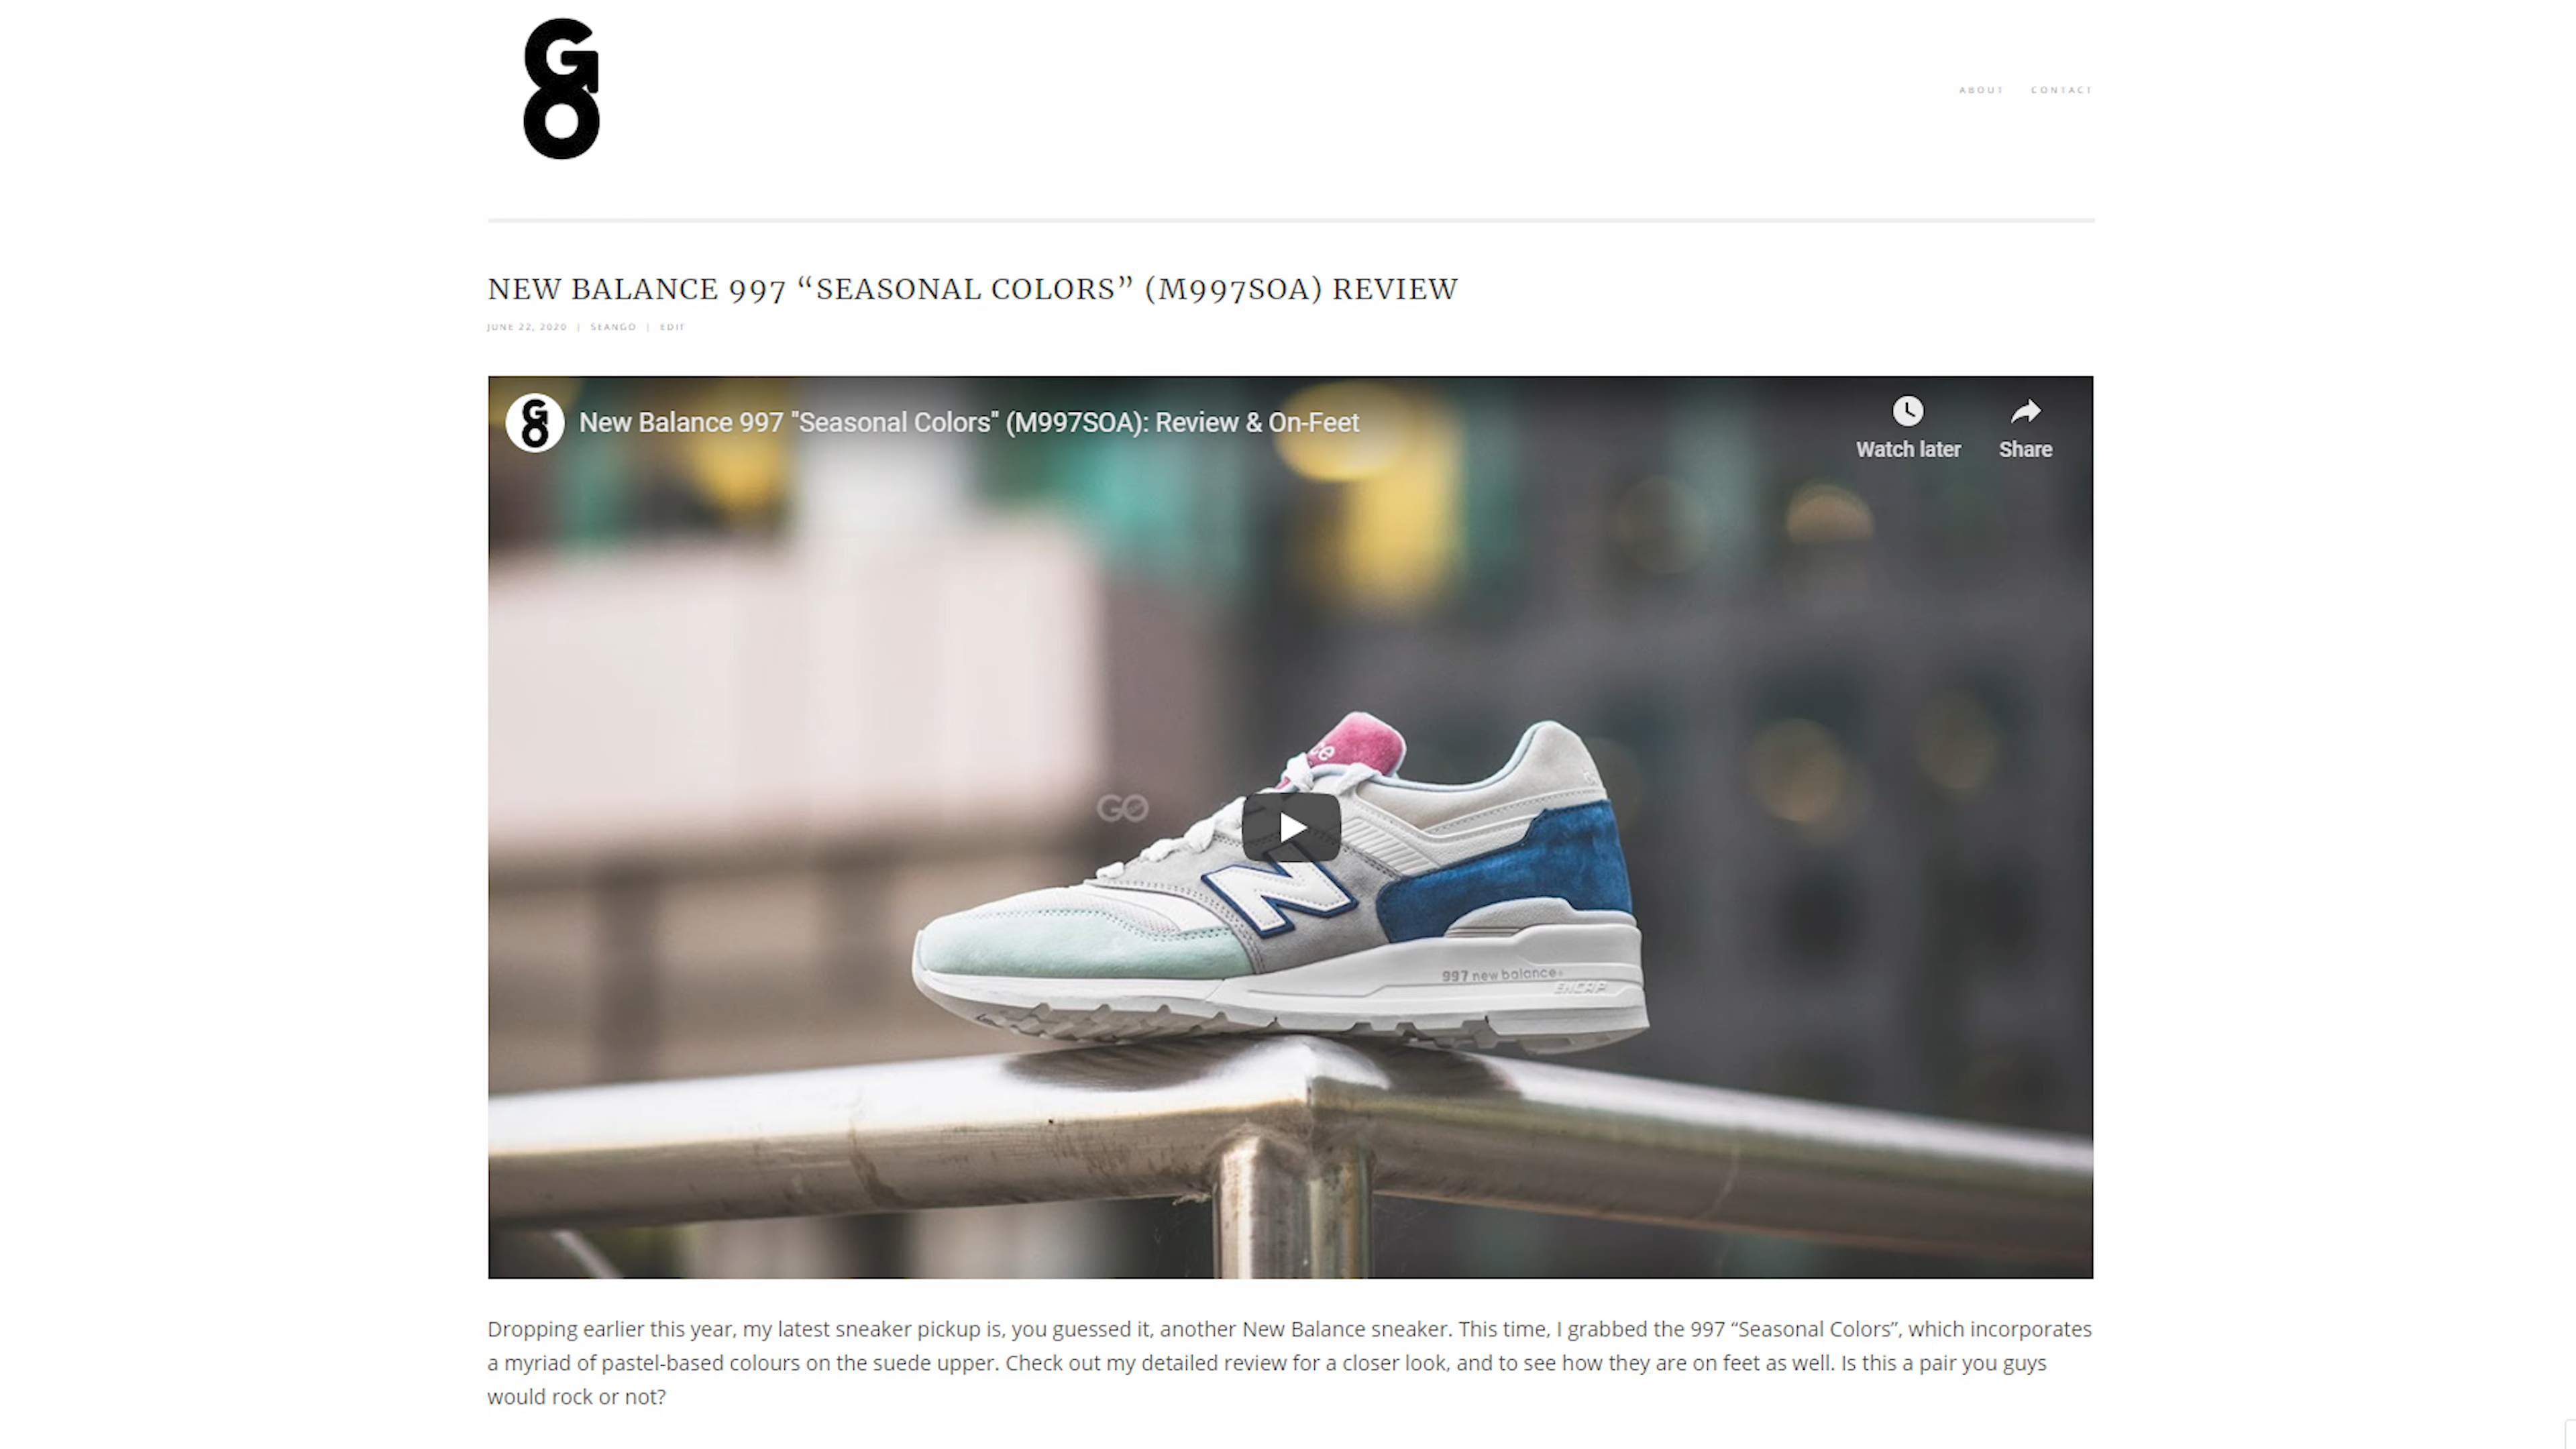 GO
ABOUT CONTACT
NEW BALANCE 997 “SEASONAL COLORS” (M997SOA) REVIEW
JUNE 22, 2020 | SEANGO | EDIT
GO
New Balance 997 "Seasonal Colors" (M997SOA): Review & On-Feet
Watch later
Share
ce
GO
N
997 new balance
ENCAP
Dropping earlier this year, my latest sneaker pickup is, you guessed it, another New Balance sneaker. This time, I grabbed the 997 “Seasonal Colors”, which incorporates
a myriad of pastel-based colours on the suede upper. Check out my detailed review for a closer look, and to see how they are on feet as well. Is this a pair you guys
would rock or not?